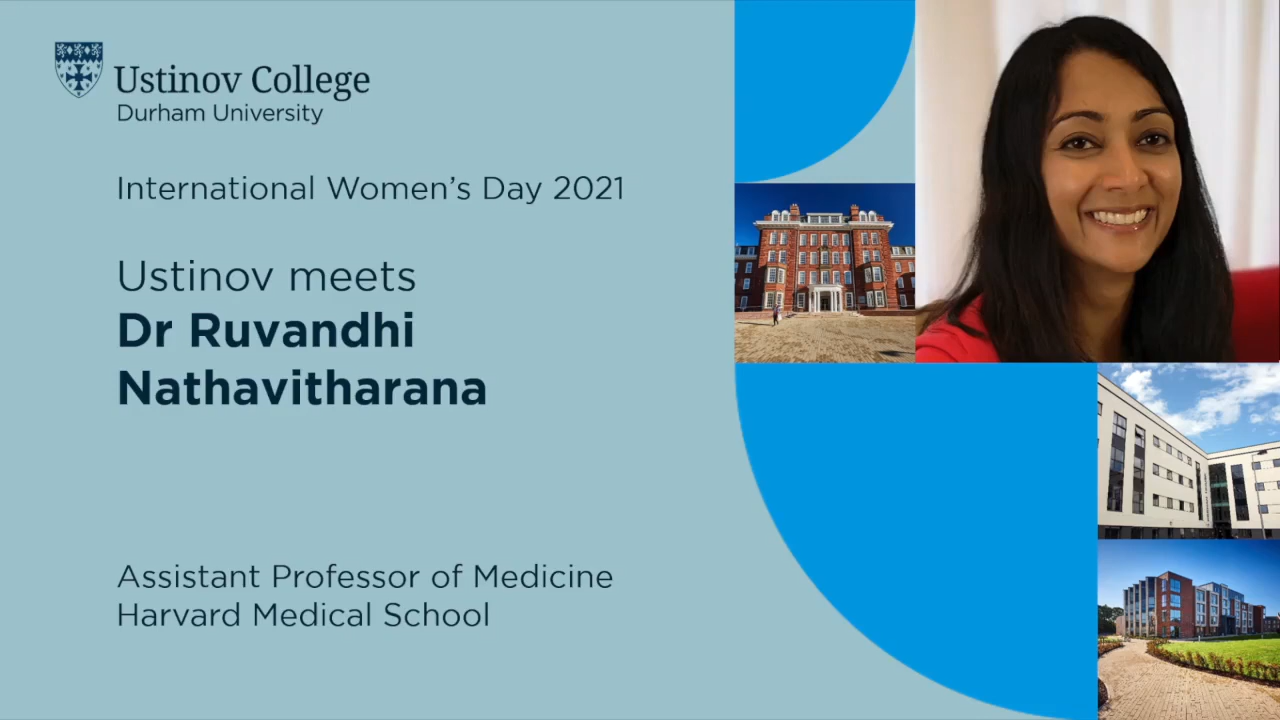 Ustinov College
Durham University
International Women’s Day 2021
Ustinov meets
Dr Ruvandhi
Nathavitharana
Assistant Professor of Medicine
Harvard Medical School